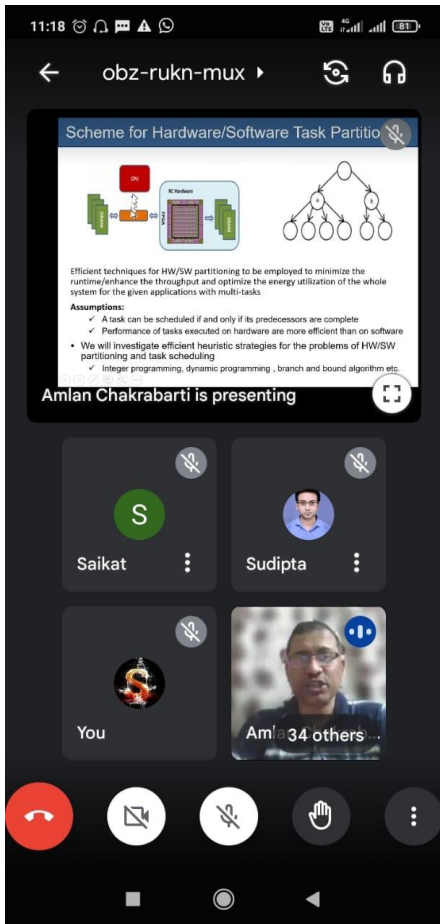 11:18
4G
81
obz-rukn-mux
Scheme for Hardware/Software Task Partitio
CPU
RC Hardware
FPGA
Efficient techniques for HW/SW partitioning to be employed to minimize the
runtime/enhance the throughput and optimize the energy utilization of the whole
system for the given applications with multi-tasks
Assumptions:
✓ A task can be scheduled if and only if its predecessors are complete
✓ Performance of tasks executed on hardware are more efficient than on software
• We will investigate efficient heuristic strategies for the problems of HW/SW
partitioning and task scheduling
✓ Integer programming, dynamic programming , branch and bound algorithm etc.
Amlan Chakrabarti is presenting
S
Saikat
Sudipta
You
Amla
34 others